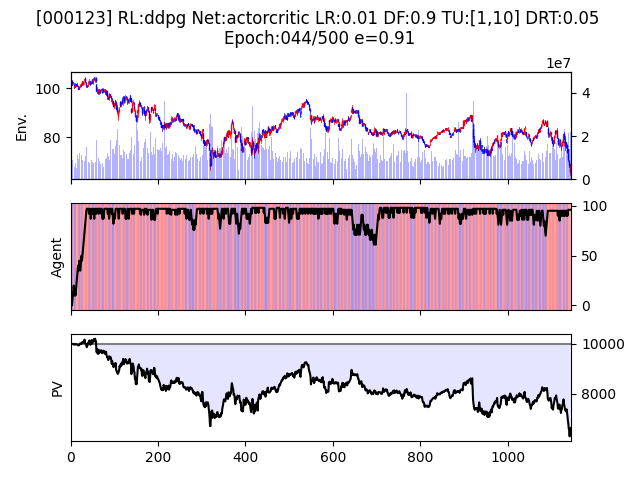 [000123] RL:ddpg Net:actorcritic LR:0.01 DF:0.9 TU:[1,10] DRT:0.05
Epoch:044/500 e=0.91
1e7
Env.
100
80
4
2
0
Agent
100
50
0
PV
10000
8000
0
200
400
600
800
1000